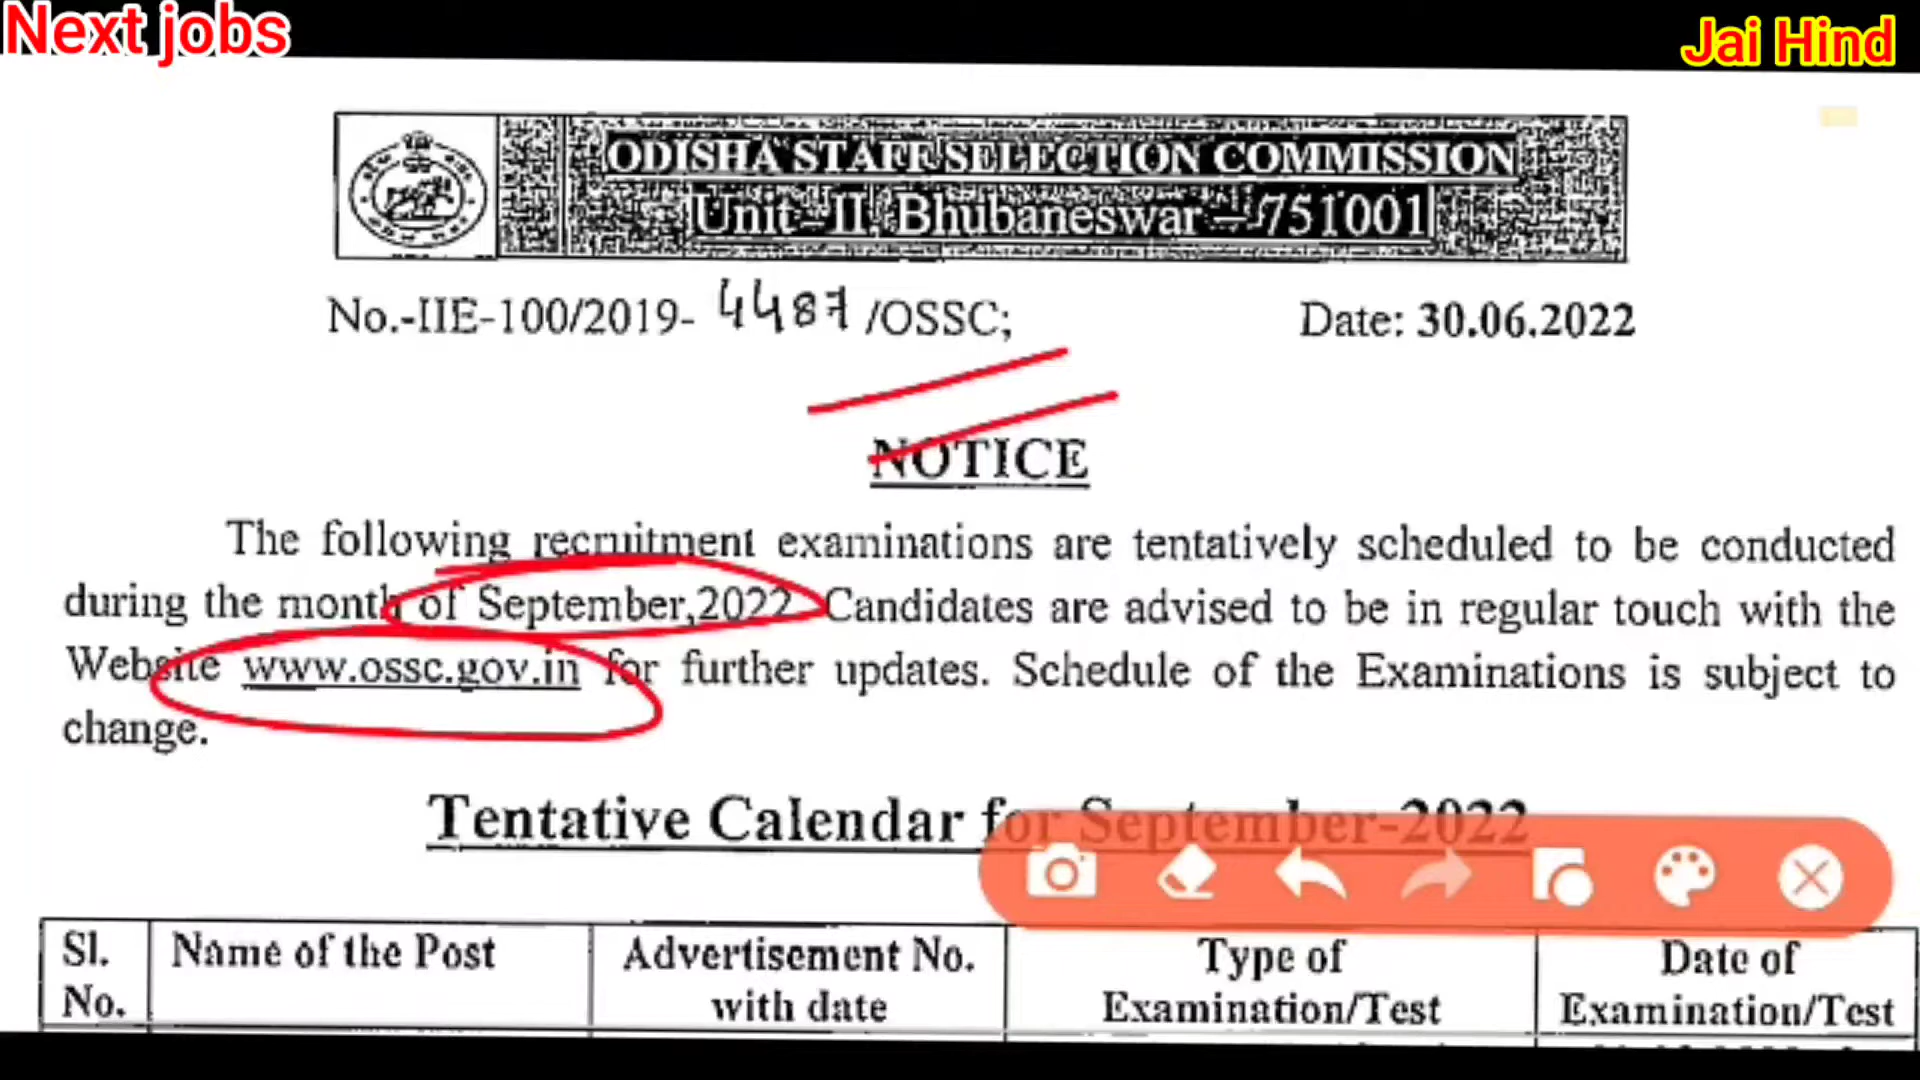 Next jobs
Jai Hind
ODISHA STAFF SELECTION COMMISSION
Unit-II, Bhubaneswar - 751001
No.-IIE-100/2019- 4487 /OSSC;
Date: 30.06.2022
NOTICE
The following recruitment examinations are tentatively scheduled to be conducted
during the month of September,2022 Candidates are advised to be in regular touch with the
Website www.ossc.gov.in for further updates. Schedule of the Examinations is subject to
change.
Tentative Calendar for September-2022
Sl. No.
Name of the Post
Advertisement No. with date
Type of Examination/Test
Date of Examination/Test